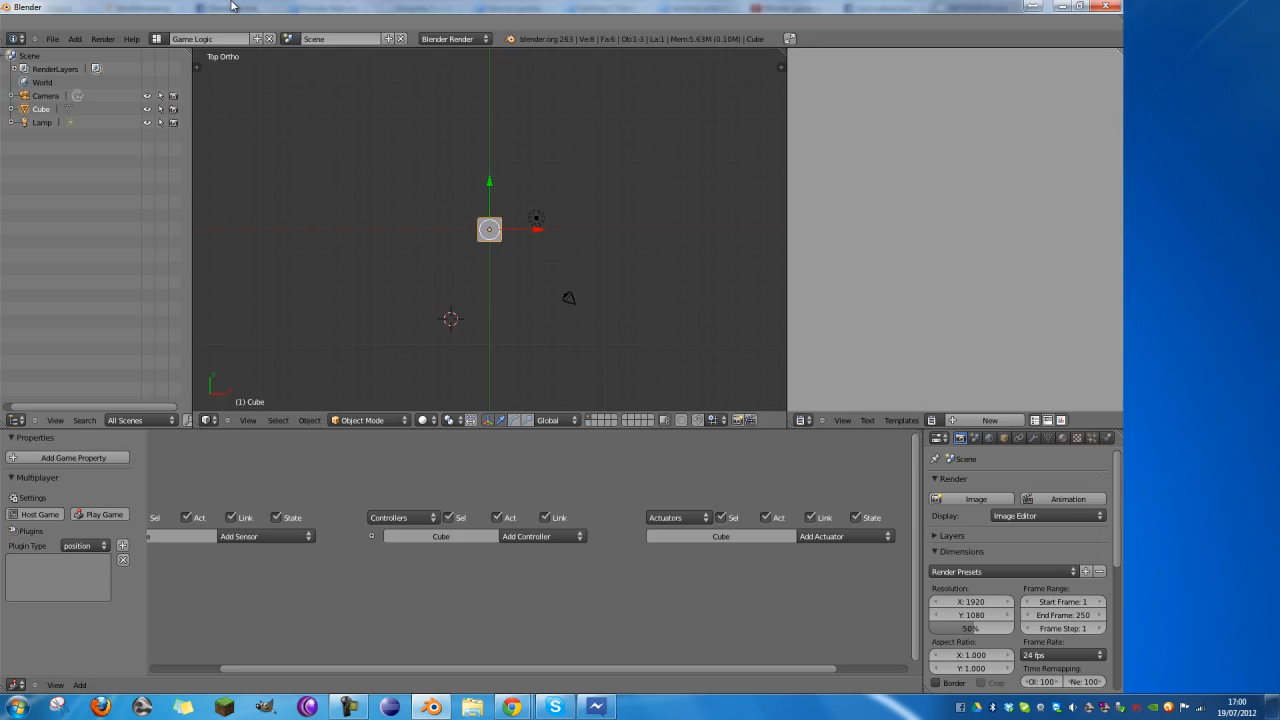 Blender
File Add Render Help Game Logic Scene Blender Render blender.org 263 | Ve:8 | Fa:6 | Ob:1-3 | La:1 | Mem:5.63M (0.10M) | Cube
Scene
RenderLayers
World
Camera
Cube
Lamp
Top Ortho
y
(1) Cube
View Search All Scenes
View Select Object Object Mode Global
View Text Templates New
Properties
Add Game Property
Multiplayer
Settings
Host Game Play Game
Plugins
Plugin Type position
Sel Act Link State
Add Sensor
Controllers Sel Act Link
Cube Add Controller
Actuators Sel Act Link State
Cube Add Actuator
View Add
Scene
Render
Image Animation
Display: Image Editor
Layers
Dimensions
Render Presets
Resolution: Frame Range:
X: 1920 Start Frame: 1
Y: 1080 End Frame: 250
50% Frame Step: 1
Aspect Ratio: Frame Rate:
X: 1.000 24 fps
Y: 1.000 Time Remapping:
Border Crop Ol: 100 Ne: 100
17:00
19/07/2012